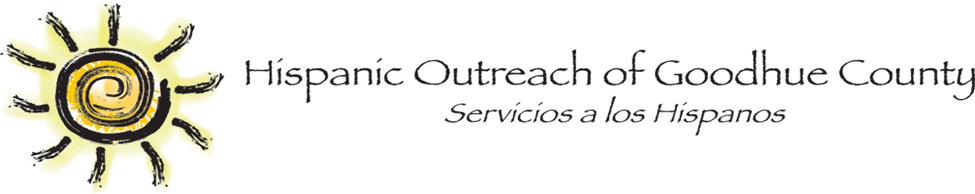 Hispanic Outreach of Goodhue County
Servicios a los Hispanos